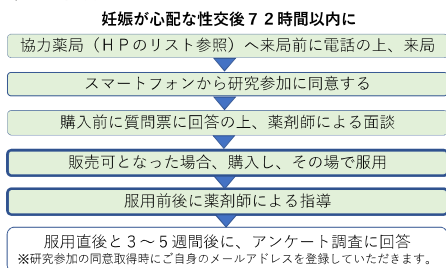 妊娠が心配な性交後７２時間以内に
協力薬局（ＨＰのリスト参照）へ来局前に電話の上、来局
スマートフォンから研究参加に同意する
購入前に質問票に回答の上、薬剤師による面談
販売可となった場合、購入し、その場で服用
服用前後に薬剤師による指導
服用直後と３～５週間後に、アンケート調査に回答
※研究参加の同意取得時にご自身のメールアドレスを登録していただきます。